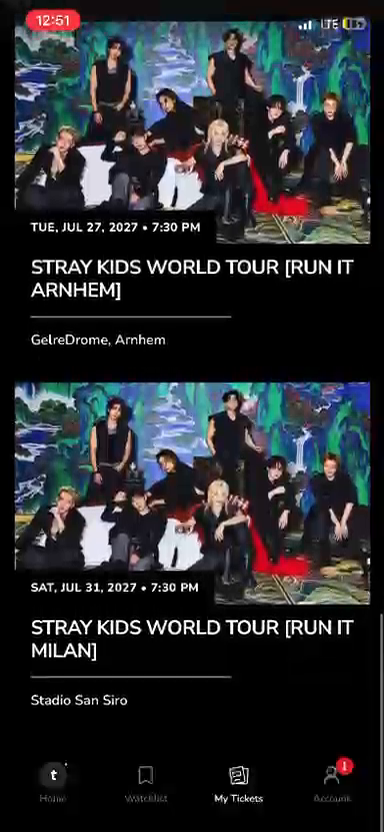 12:51
LTE
TUE, JUL 27, 2027 • 7:30 PM
STRAY KIDS WORLD TOUR [RUN IT
ARNHEM]
GelreDrome, Arnhem
SAT, JUL 31, 2027 • 7:30 PM
STRAY KIDS WORLD TOUR [RUN IT
MILAN]
Stadio San Siro
t
1
Home
Watchlist
My Tickets
Account